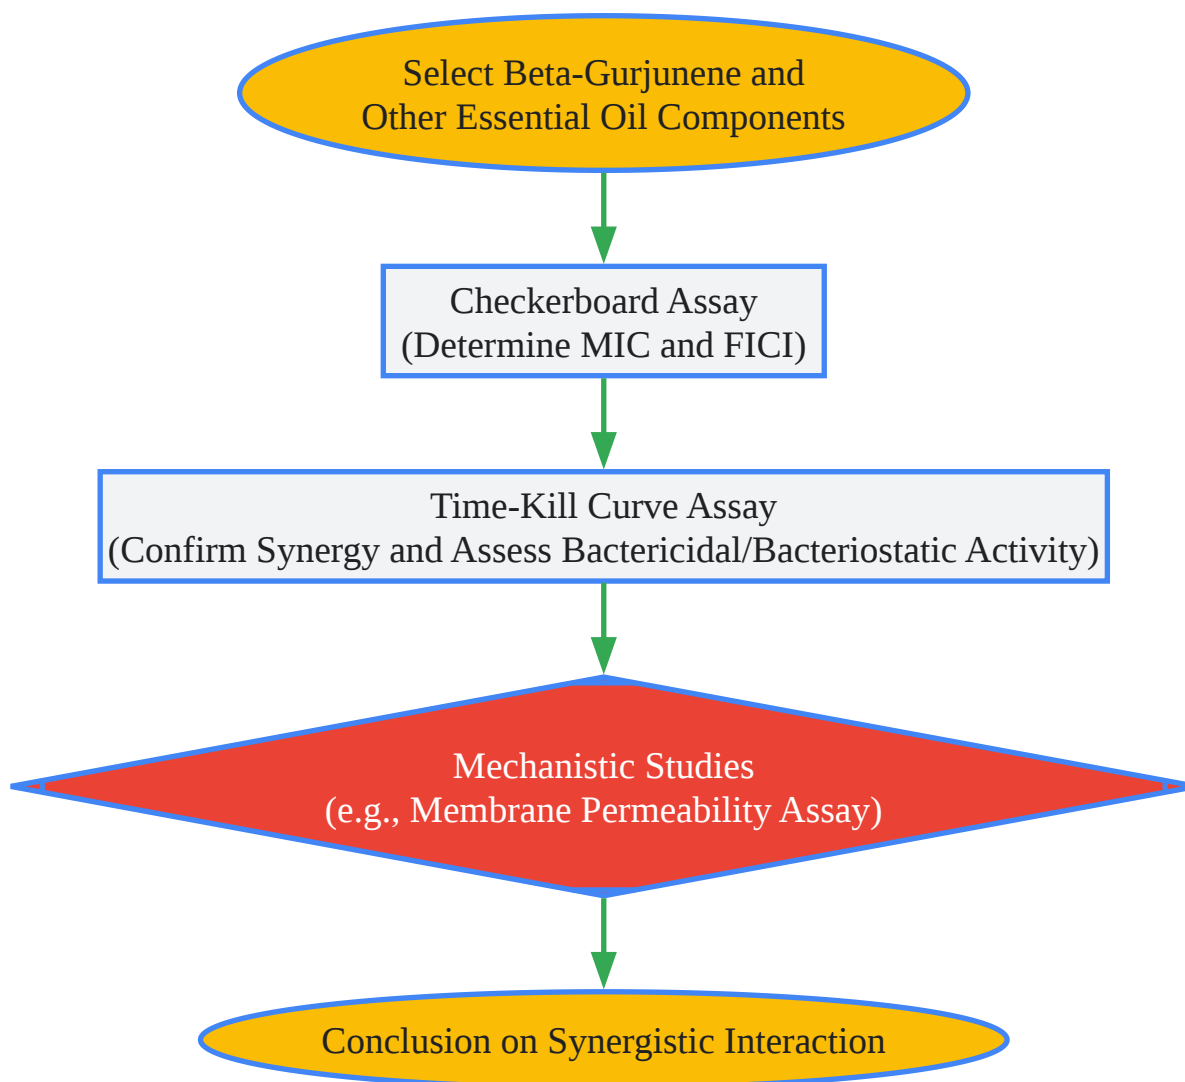 Select Beta-Gurjunene and
Other Essential Oil Components
Checkerboard Assay
(Determine MIC and FICI)
Time-Kill Curve Assay
(Confirm Synergy and Assess Bactericidal/Bacteriostatic Activity)
Mechanistic Studies
(e.g., Membrane Permeability Assay)
Conclusion on Synergistic Interaction